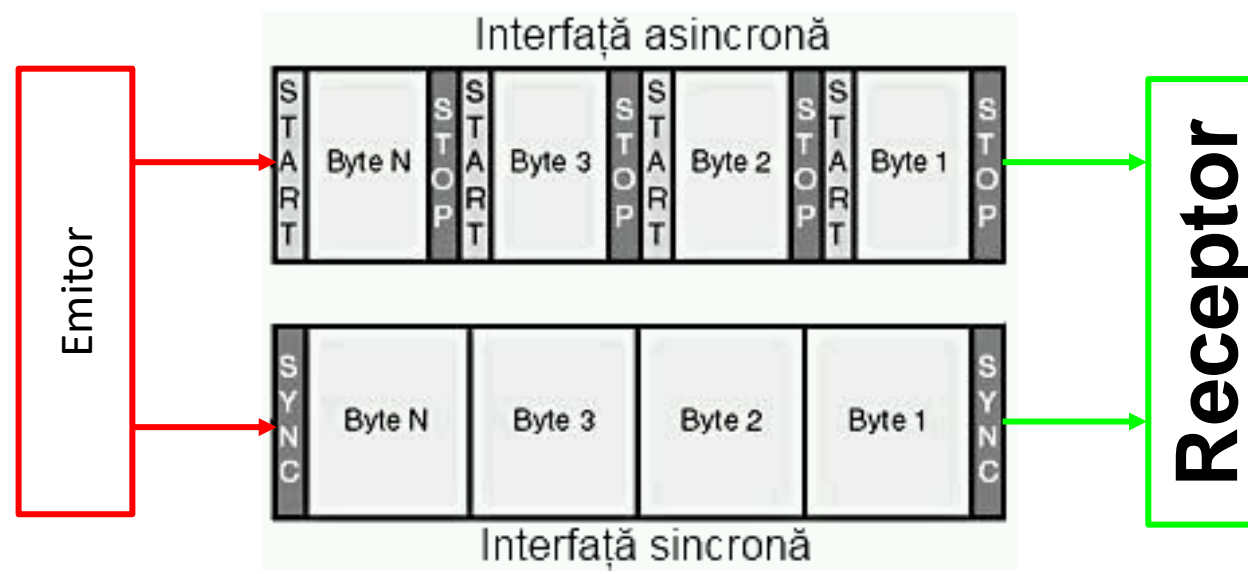 Interfață asincronă
Emitor
START Byte N STOP START Byte 3 STOP START Byte 2 STOP START Byte 1 STOP
Receptor
SYNC Byte N Byte 3 Byte 2 Byte 1 SYNC
Interfață sincronă